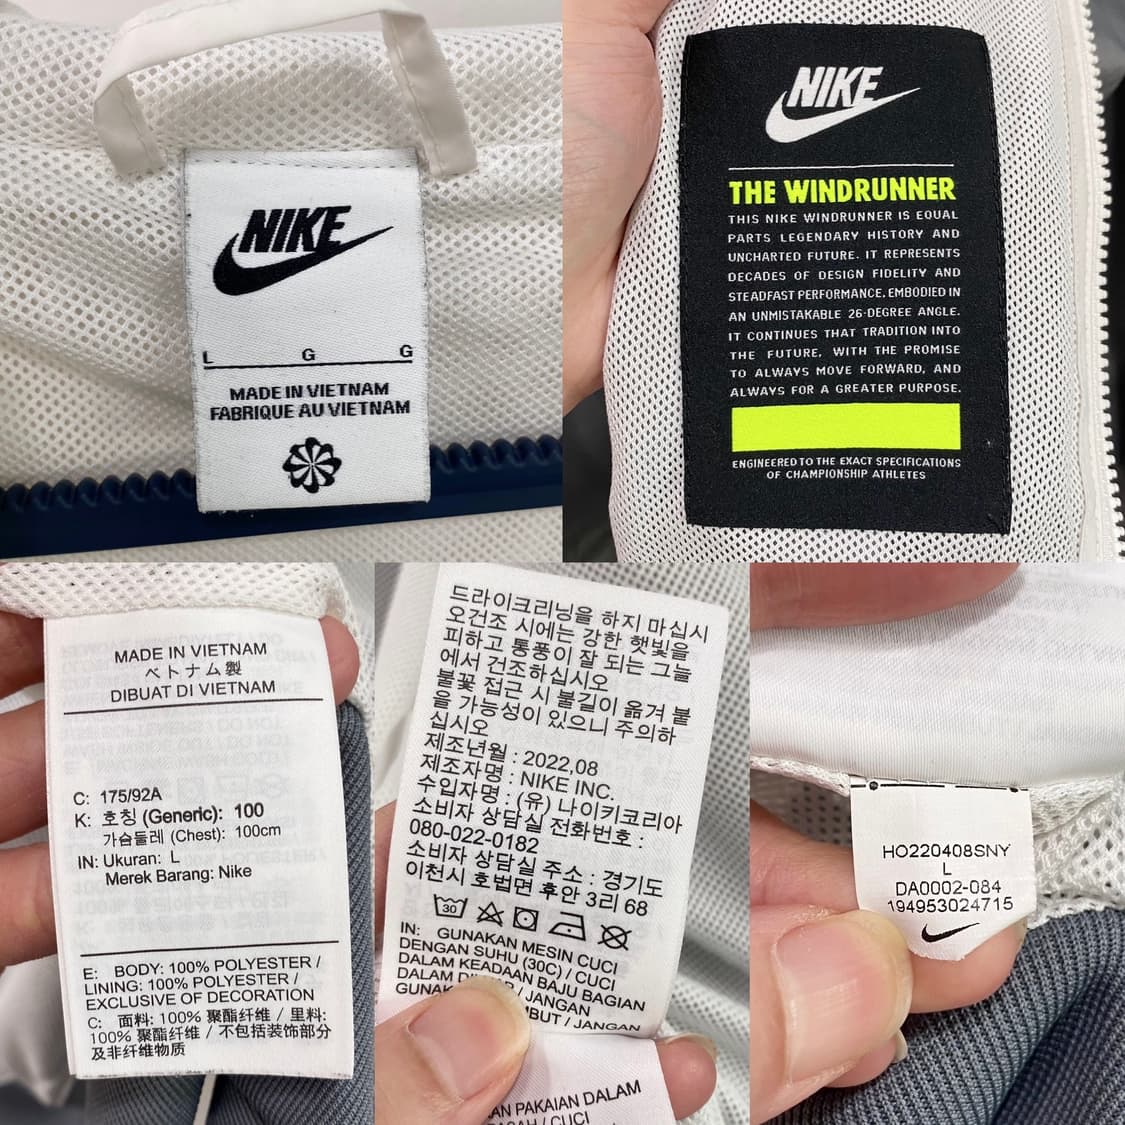 NIKE
L G G
MADE IN VIETNAM
FABRIQUE AU VIETNAM
NIKE
THE WINDRUNNER
THIS NIKE WINDRUNNER IS EQUAL
PARTS LEGENDARY HISTORY AND
UNCHARTED FUTURE. IT REPRESENTS
DECADES OF DESIGN FIDELITY AND
STEADFAST PERFORMANCE, EMBODIED IN
AN UNMISTAKABLE 26-DEGREE ANGLE.
IT CONTINUES THAT TRADITION INTO
THE FUTURE, WITH THE PROMISE
TO ALWAYS MOVE FORWARD, AND
ALWAYS FOR A GREATER PURPOSE.
ENGINEERED TO THE EXACT SPECIFICATIONS
OF CHAMPIONSHIP ATHLETES
MADE IN VIETNAM
ベトナム製
DIBUAT DI VIETNAM
C: 175/92A
K: 호칭 (Generic): 100
가슴둘레 (Chest): 100cm
IN: Ukuran: L
Merek Barang: Nike
E: BODY: 100% POLYESTER /
LINING: 100% POLYESTER /
EXCLUSIVE OF DECORATION
C: 面料: 100% 聚酯纤维 / 里料:
100% 聚酯纤维 / 不包括装饰部分
及非纤维物质
드라이크리닝을 하지 마십시
오건조 시에는 강한 햇빛을
피하고 통풍이 잘 되는 그늘
에서 건조하십시오
불꽃 접근 시 불길이 옮겨 붙
을 가능성이 있으니 주의하
십시오
제조년월 : 2022,08
제조자명 : NIKE INC.
수입자명 : (유) 나이키코리아
소비자 상담실 전화번호 :
080-022-0182
소비자 상담실 주소 : 경기도
이천시 호법면 후안 3리 68
30
IN: GUNAKAN MESIN CUCI
DENGAN SUHU (30C) / CUCI
DALAM KEADAAN BAJU BAGIAN
DALAM / JANGAN
/ JANGAN
PAKAIAN DALAM
/ CUCI
HO220408SNY
L
DA0002-084
194953024715